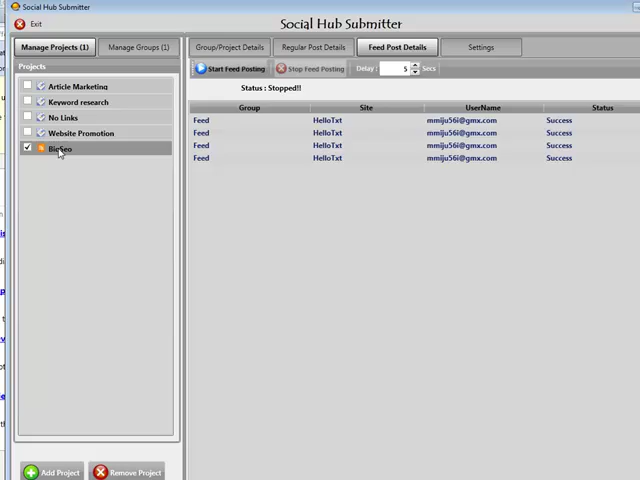 Social Hub Submitter
Exit
Social Hub Submitter
Manage Projects (1)
Manage Groups (1)
Group/Project Details
Regular Post Details
Feed Post Details
Settings
Projects
Start Feed Posting
Stop Feed Posting
Delay :
5
Secs
Article Marketing
Status : Stopped!!
Keyword research
Group
Site
UserName
Status
No Links
Feed
HelloTxt
mmiju56i@gmx.com
Success
Website Promotion
Feed
HelloTxt
mmiju56i@gmx.com
Success
Feed
HelloTxt
mmiju56i@gmx.com
Success
Feed
HelloTxt
mmiju56i@gmx.com
Success
Add Project
Remove Project